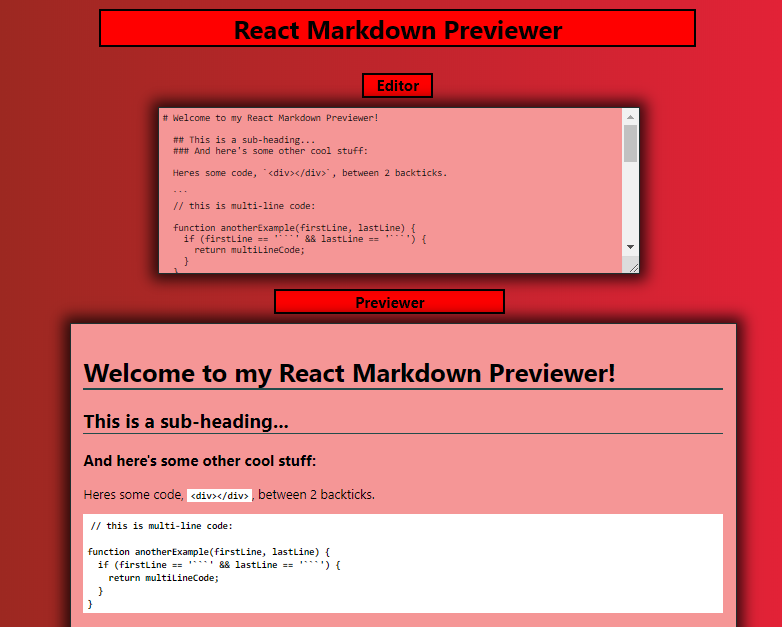 React Markdown Previewer
Editor
# Welcome to my React Markdown Previewer!
## This is a sub-heading...
### And here's some other cool stuff:
Heres some code, `<div></div>`, between 2 backticks.
```
// this is multi-line code:
function anotherExample(firstLine, lastLine) {
if (firstLine == '```' && lastLine == '```') {
return multiLineCode;
}
}
Previewer
Welcome to my React Markdown Previewer!
This is a sub-heading...
And here's some other cool stuff:
Heres some code, <div></div>, between 2 backticks.
// this is multi-line code:
function anotherExample(firstLine, lastLine) {
if (firstLine == '```' && lastLine == '```') {
return multiLineCode;
}
}